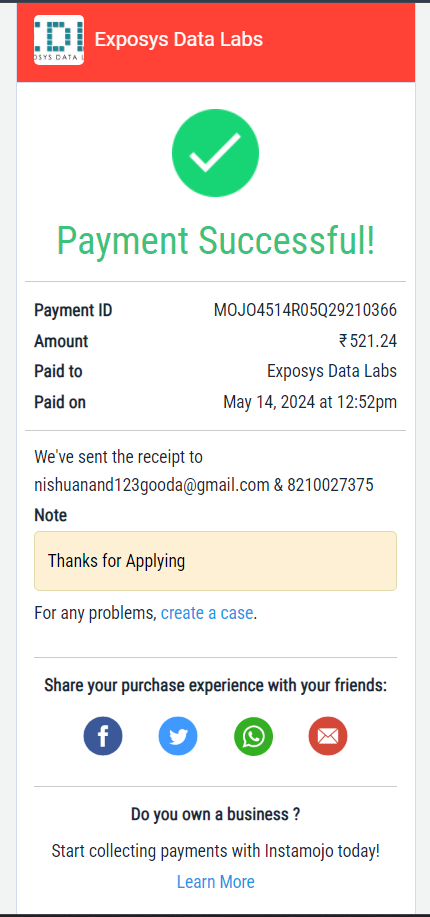 OSYS DATA L
Exposys Data Labs
Payment Successful!
Payment ID MOJO4514R05Q29210366
Amount ₹521.24
Paid to Exposys Data Labs
Paid on May 14, 2024 at 12:52pm
We've sent the receipt to
nishuanand123gooda@gmail.com & 8210027375
Note
Thanks for Applying
For any problems, create a case.
Share your purchase experience with your friends:
Do you own a business ?
Start collecting payments with Instamojo today!
Learn More